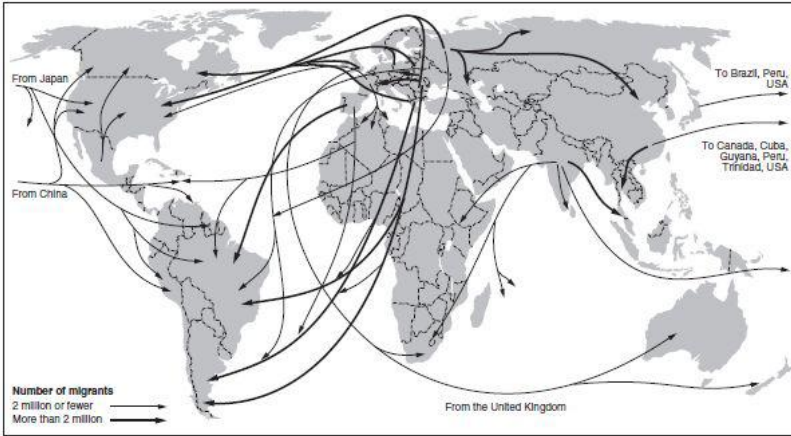 From Japan
To Brazil, Peru,
USA
To Canada, Cuba,
Guyana, Peru,
Trinidad, USA
From China
Number of migrants
2 million or fewer
More than 2 million
From the United Kingdom